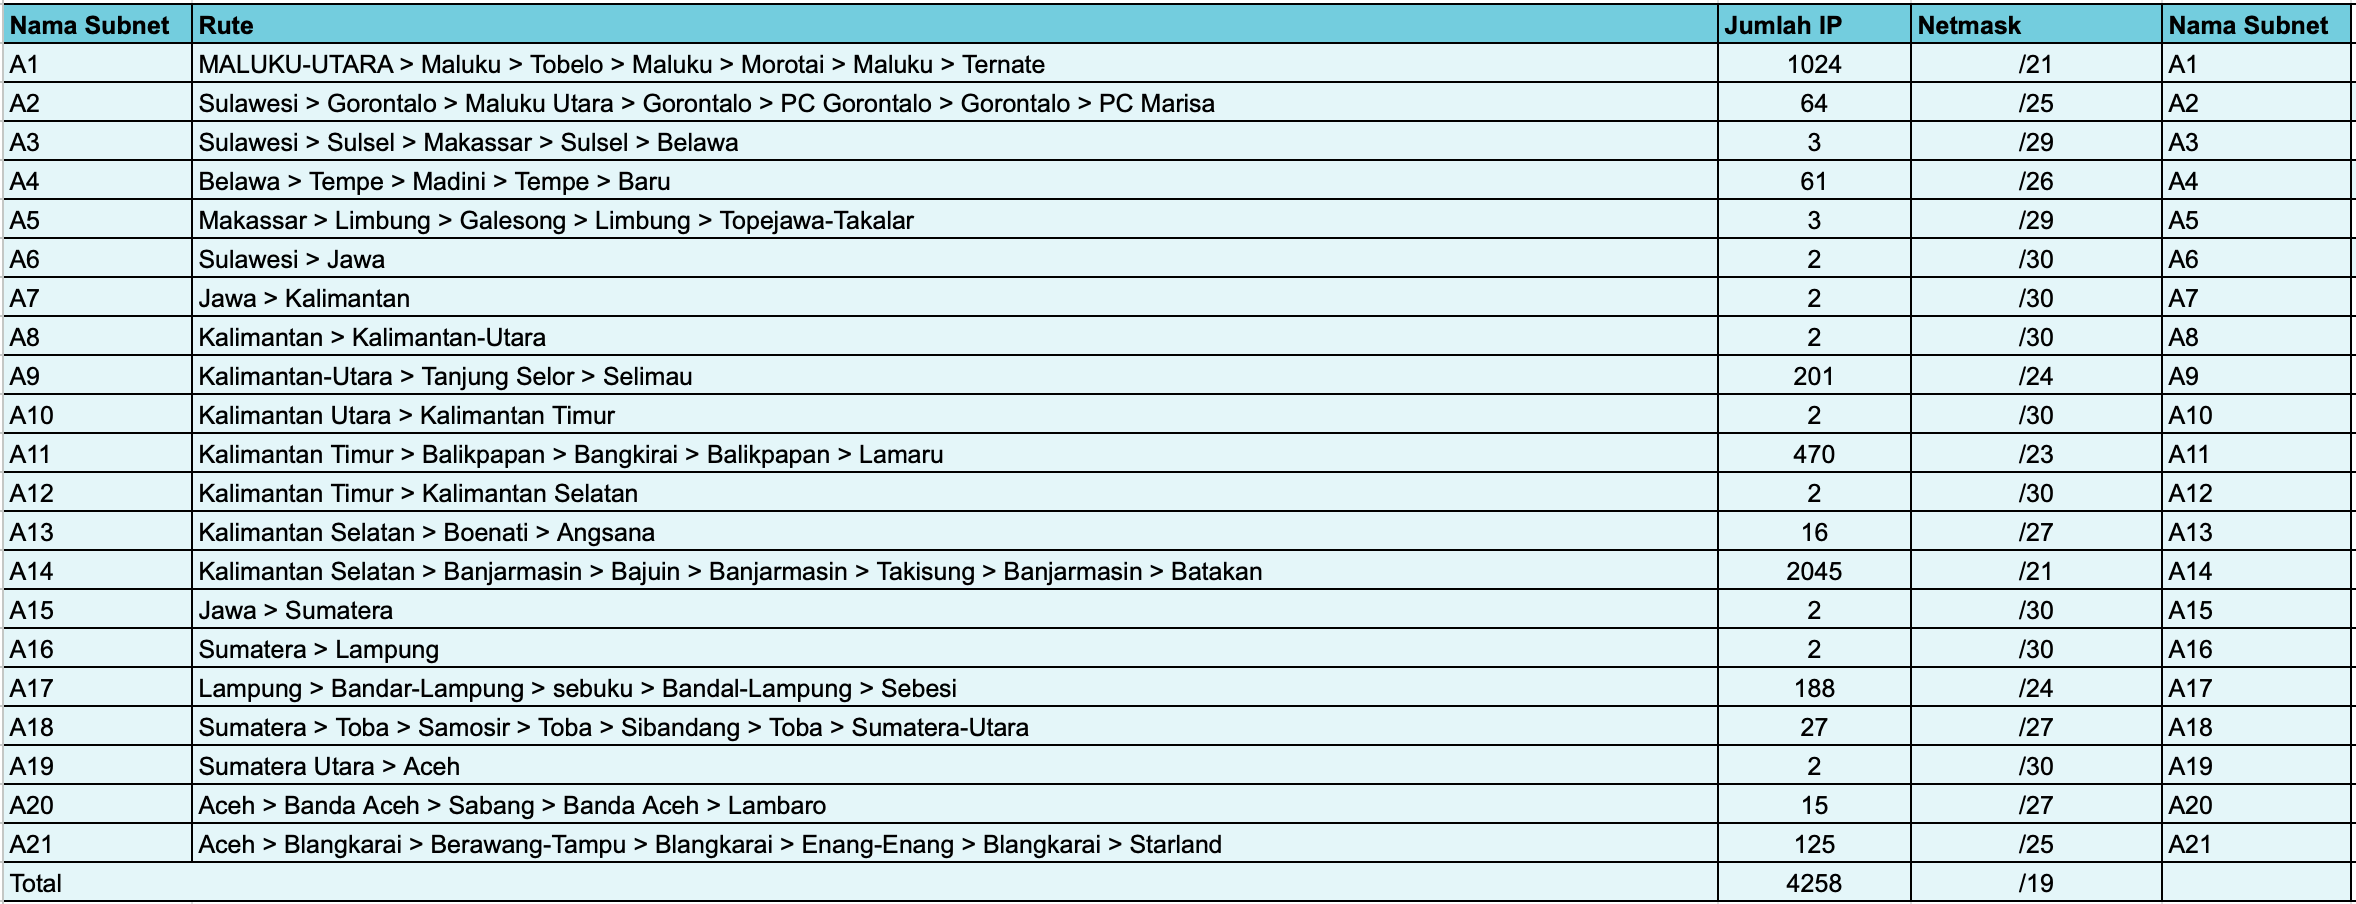 Nama Subnet Rute Jumlah IP Netmask Nama Subnet
A1 MALUKU-UTARA > Maluku > Tobelo > Maluku > Morotai > Maluku > Ternate 1024 /21 A1
A2 Sulawesi > Gorontalo > Maluku Utara > Gorontalo > PC Gorontalo > Gorontalo > PC Marisa 64 /25 A2
A3 Sulawesi > Sulsel > Makassar > Sulsel > Belawa 3 /29 A3
A4 Belawa > Tempe > Madini > Tempe > Baru 61 /26 A4
A5 Makassar > Limbung > Galesong > Limbung > Topejawa-Takalar 3 /29 A5
A6 Sulawesi > Jawa 2 /30 A6
A7 Jawa > Kalimantan 2 /30 A7
A8 Kalimantan > Kalimantan-Utara 2 /30 A8
A9 Kalimantan-Utara > Tanjung Selor > Selimau 201 /24 A9
A10 Kalimantan Utara > Kalimantan Timur 2 /30 A10
A11 Kalimantan Timur > Balikpapan > Bangkirai > Balikpapan > Lamaru 470 /23 A11
A12 Kalimantan Timur > Kalimantan Selatan 2 /30 A12
A13 Kalimantan Selatan > Boenati > Angsana 16 /27 A13
A14 Kalimantan Selatan > Banjarmasin > Bajuin > Banjarmasin > Takisung > Banjarmasin > Batakan 2045 /21 A14
A15 Jawa > Sumatera 2 /30 A15
A16 Sumatera > Lampung 2 /30 A16
A17 Lampung > Bandar-Lampung > sebuku > Bandal-Lampung > Sebesi 188 /24 A17
A18 Sumatera > Toba > Samosir > Toba > Sibandang > Toba > Sumatera-Utara 27 /27 A18
A19 Sumatera Utara > Aceh 2 /30 A19
A20 Aceh > Banda Aceh > Sabang > Banda Aceh > Lambaro 15 /27 A20
A21 Aceh > Blangkarai > Berawang-Tampu > Blangkarai > Enang-Enang > Blangkarai > Starland 125 /25 A21
Total 4258 /19